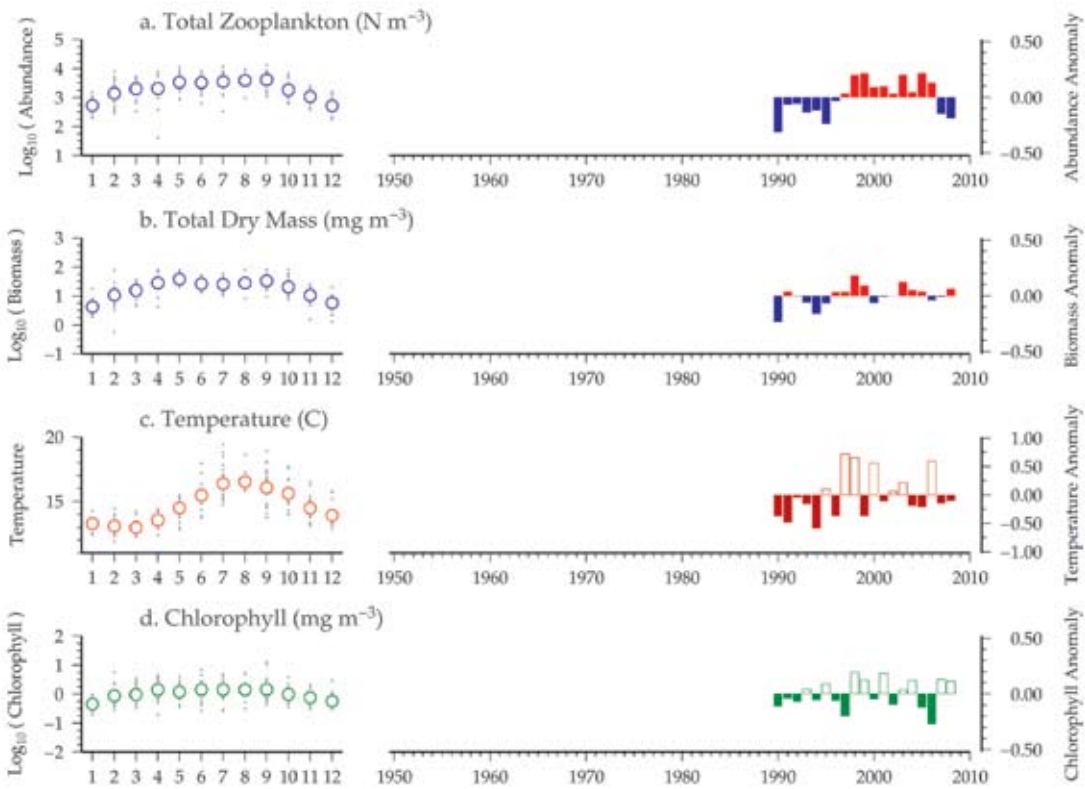 a. Total Zooplankton (N m⁻³)
Log₁₀ ( Abundance )
5
4
3
2
1
1 2 3 4 5 6 7 8 9 10 11 12
1950 1960 1970 1980 1990 2000 2010
0.50
0.00
−0.50
Abundance Anomaly
b. Total Dry Mass (mg m⁻³)
Log₁₀ (Biomass )
3
2
1
0
−1
1 2 3 4 5 6 7 8 9 10 11 12
1950 1960 1970 1980 1990 2000 2010
0.50
0.00
−0.50
Biomass Anomaly
c. Temperature (C)
Temperature
20
15
1 2 3 4 5 6 7 8 9 10 11 12
1950 1960 1970 1980 1990 2000 2010
1.00
0.50
0.00
−0.50
−1.00
Temperature Anomaly
d. Chlorophyll (mg m⁻³)
Log₁₀ ( Chlorophyll )
2
1
0
−1
−2
1 2 3 4 5 6 7 8 9 10 11 12
1950 1960 1970 1980 1990 2000 2010
0.50
0.00
−0.50
Chlorophyll Anomaly